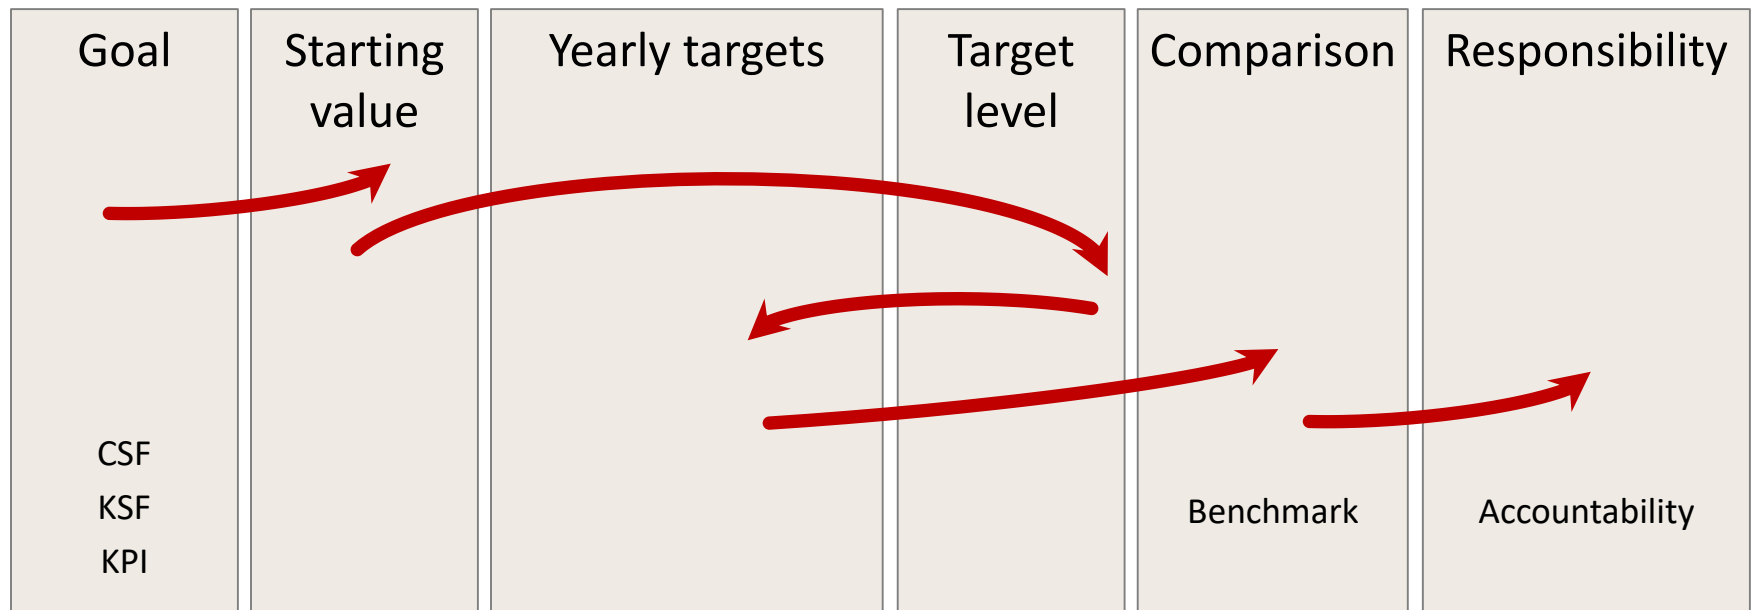 Goal
Starting
value
Yearly targets
Target
level
Comparison
Responsibility
CSF
KSF
KPI
Benchmark
Accountability